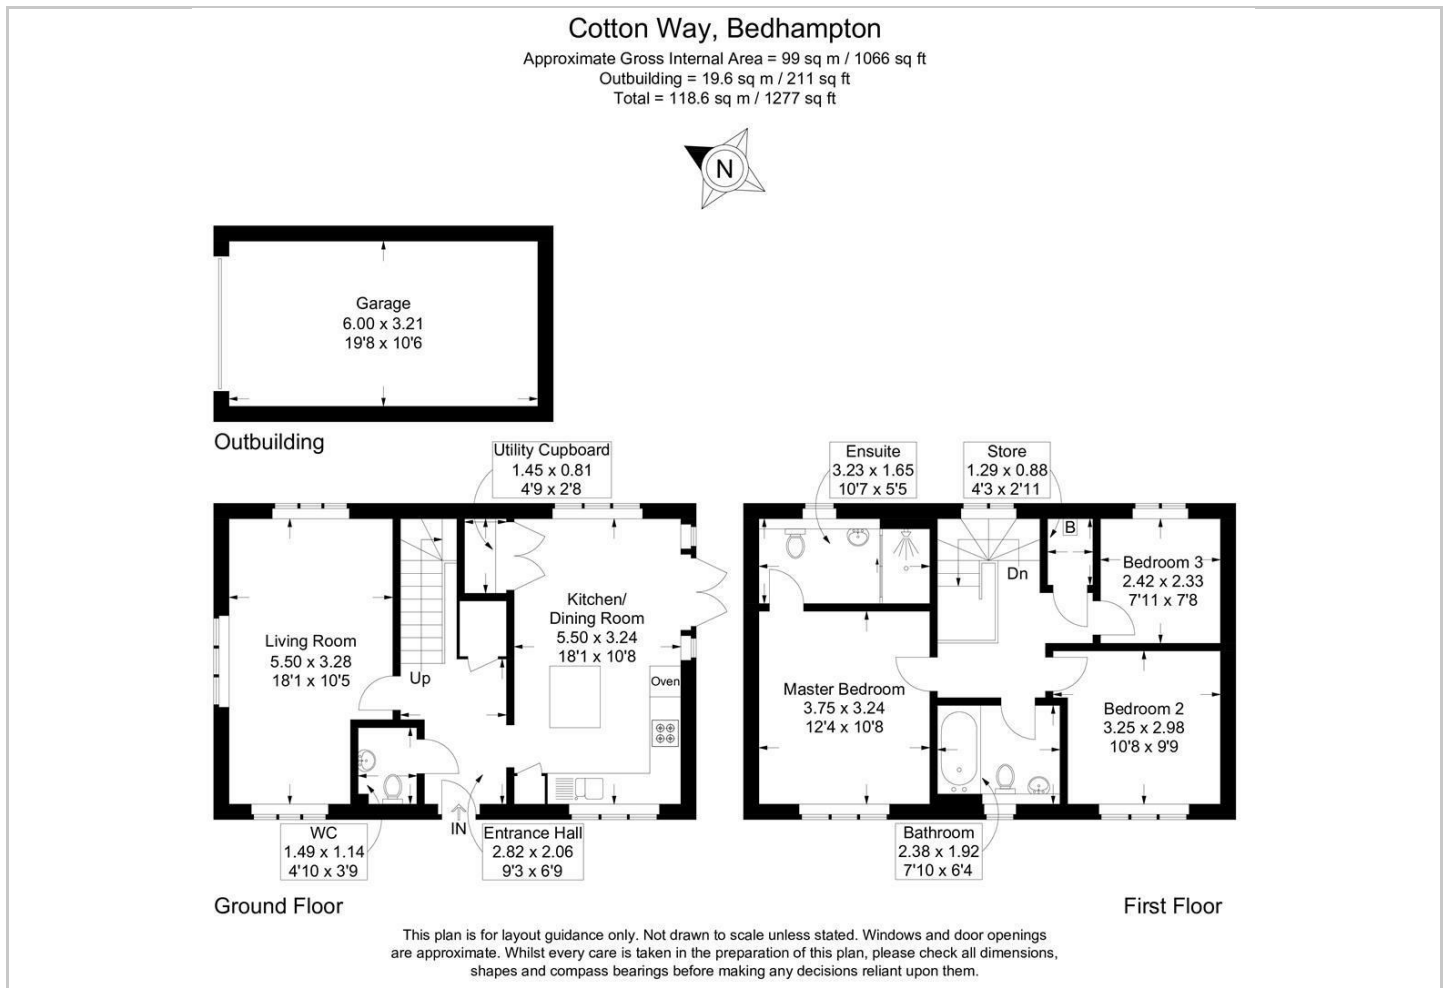 Cotton Way, Bedhampton
Approximate Gross Internal Area = 99 sq m / 1066 sq ft
Outbuilding = 19.6 sq m / 211 sq ft
Total = 118.6 sq m / 1277 sq ft
N
Garage
6.00 x 3.21
19'8 x 10'6
Outbuilding
Utility Cupboard
1.45 x 0.81
4'9 x 2'8
Ensuite
3.23 x 1.65
10'7 x 5'5
Store
1.29 x 0.88
4'3 x 2'11
B
Living Room
5.50 x 3.28
18'1 x 10'5
Up
Kitchen/
Dining Room
5.50 x 3.24
18'1 x 10'8
Oven
Dn
Bedroom 3
2.42 x 2.33
7'11 x 7'8
Master Bedroom
3.75 x 3.24
12'4 x 10'8
Bedroom 2
3.25 x 2.98
10'8 x 9'9
WC
1.49 x 1.14
4'10 x 3'9
IN
Entrance Hall
2.82 x 2.06
9'3 x 6'9
Bathroom
2.38 x 1.92
7'10 x 6'4
Ground Floor
First Floor
This plan is for layout guidance only. Not drawn to scale unless stated. Windows and door openings
are approximate. Whilst every care is taken in the preparation of this plan, please check all dimensions,
shapes and compass bearings before making any decisions reliant upon them.